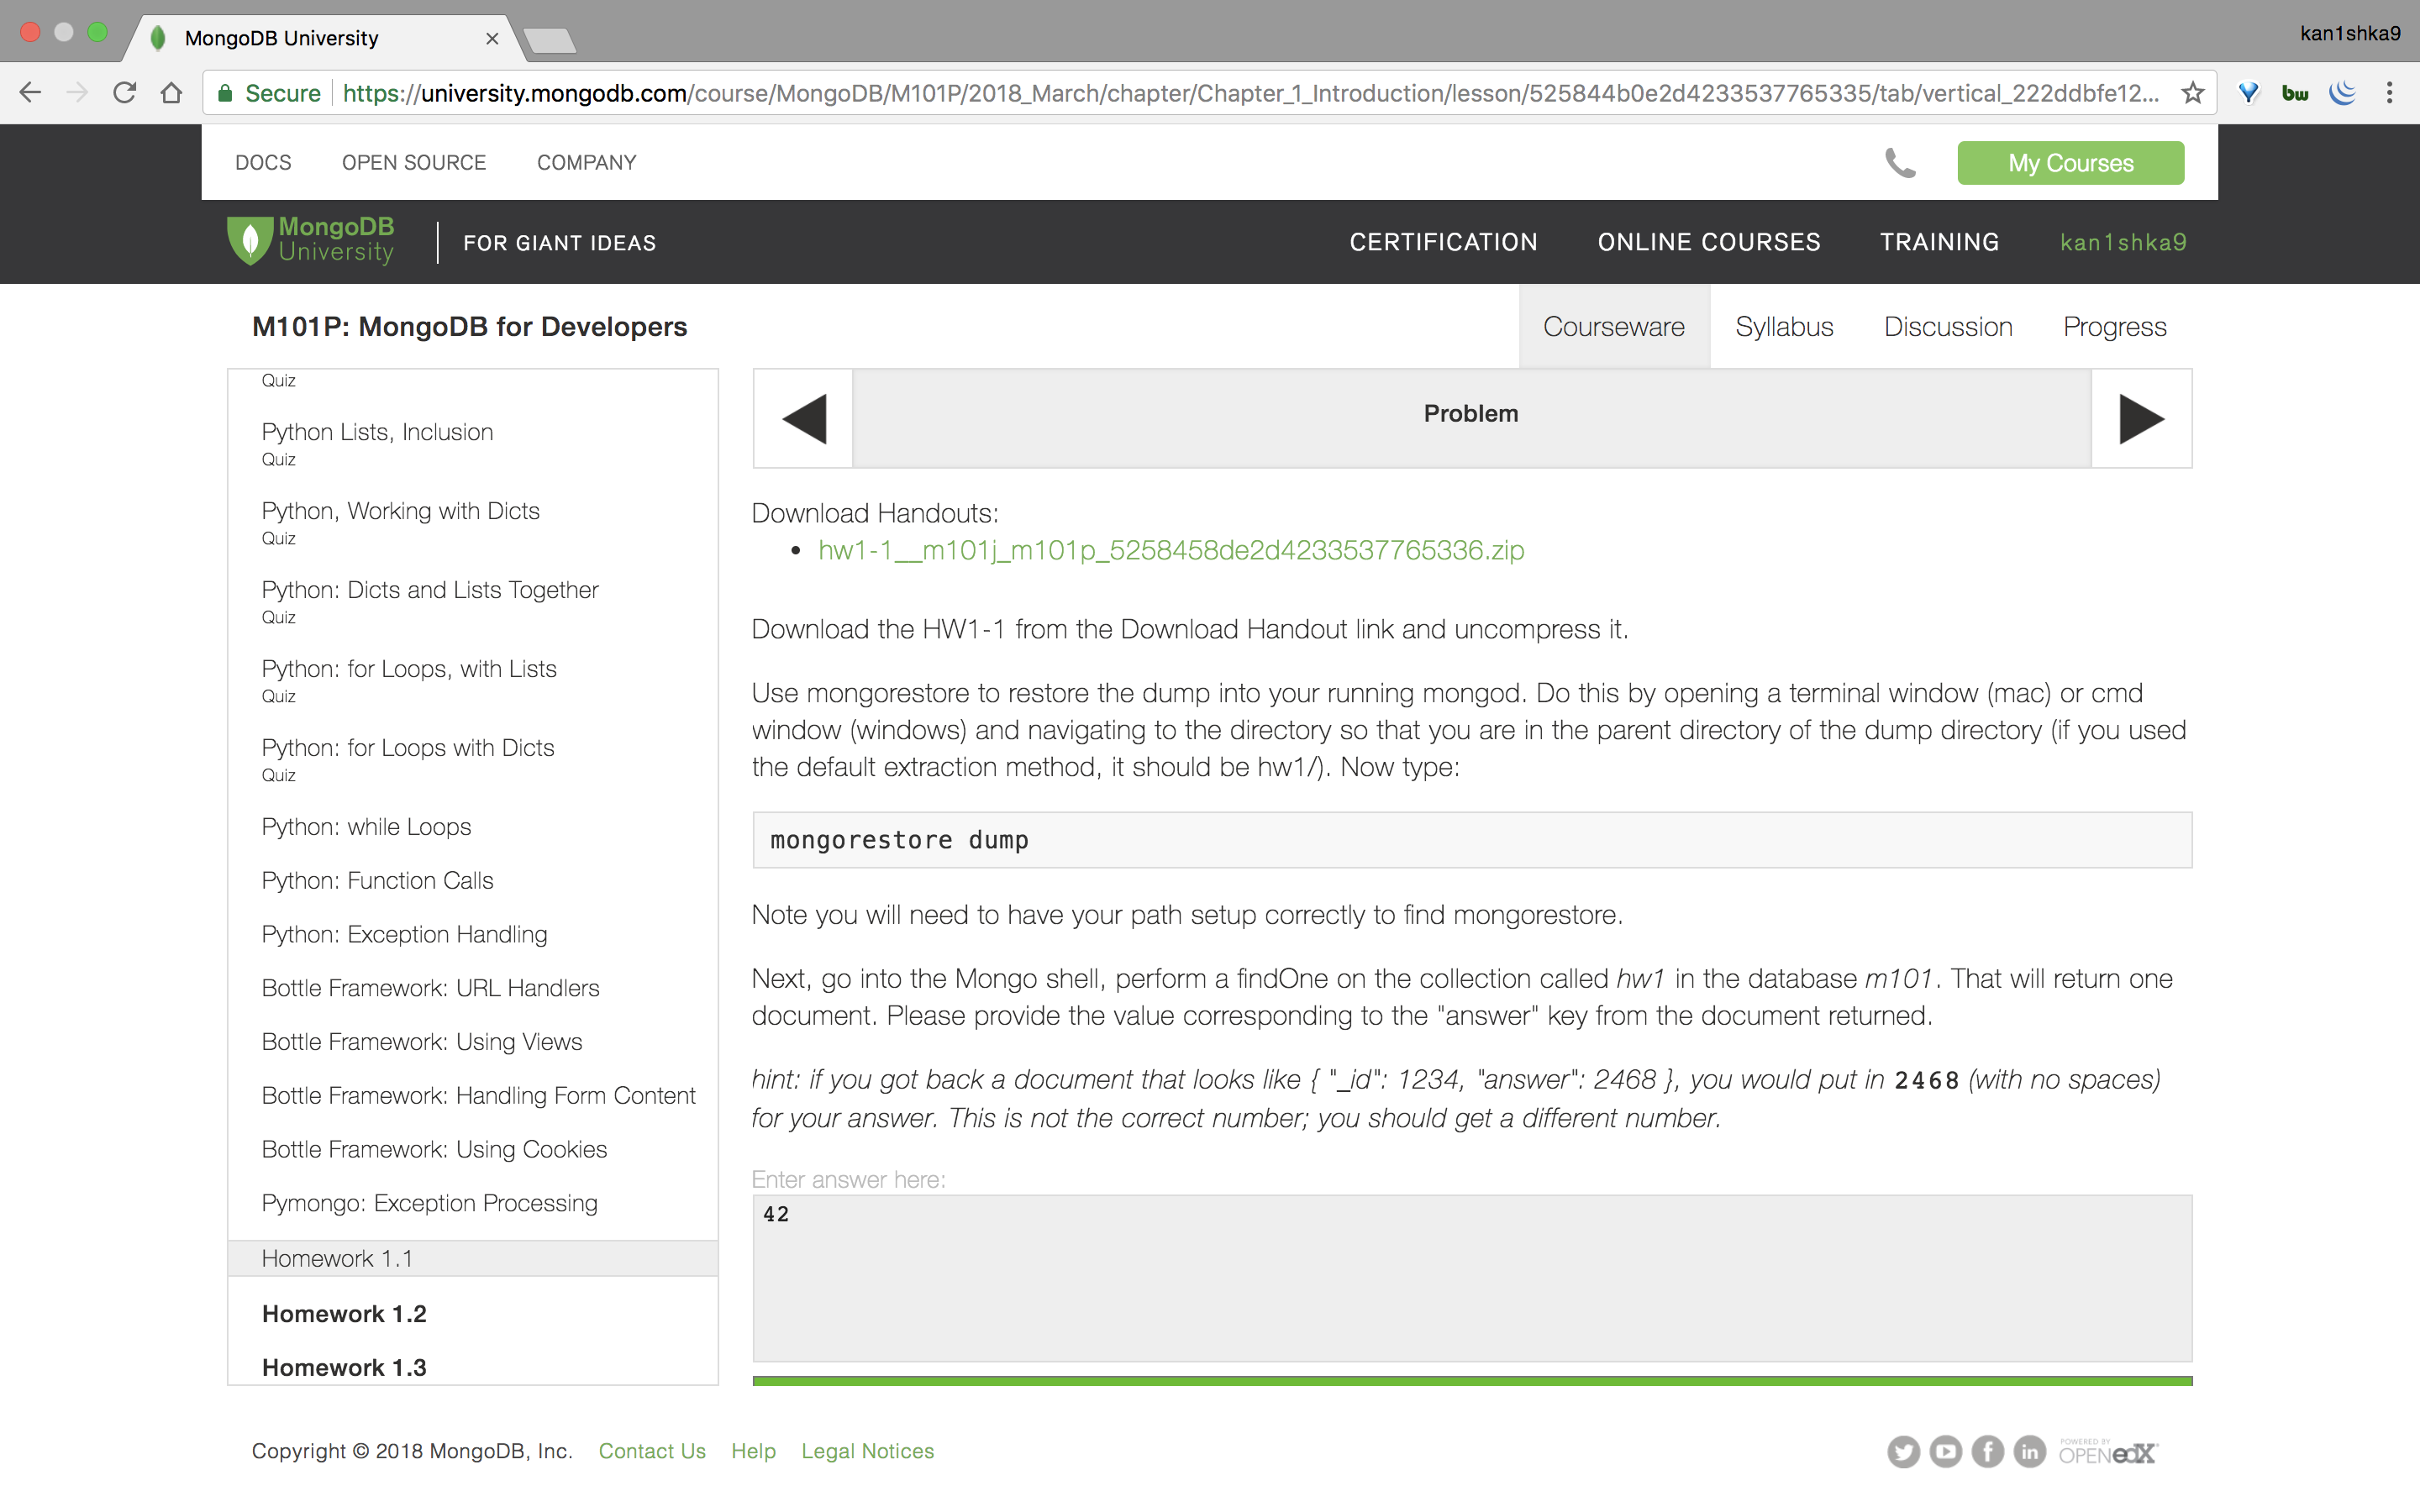 MongoDB University
kan1shka9
Secure https://university.mongodb.com/course/MongoDB/M101P/2018_March/chapter/Chapter_1_Introduction/lesson/525844b0e2d4233537765335/tab/vertical_222ddbfe12...
bw
DOCS OPEN SOURCE COMPANY
My Courses
MongoDB
University
FOR GIANT IDEAS
CERTIFICATION ONLINE COURSES TRAINING kan1shka9
M101P: MongoDB for Developers
Courseware Syllabus Discussion Progress
Quiz
Python Lists, Inclusion
Quiz
Python, Working with Dicts
Quiz
Python: Dicts and Lists Together
Quiz
Python: for Loops, with Lists
Quiz
Python: for Loops with Dicts
Quiz
Python: while Loops
Python: Function Calls
Python: Exception Handling
Bottle Framework: URL Handlers
Bottle Framework: Using Views
Bottle Framework: Handling Form Content
Bottle Framework: Using Cookies
Pymongo: Exception Processing
Homework 1.1
Homework 1.2
Homework 1.3
Problem
Download Handouts:
• hw1-1__m101j_m101p_5258458de2d4233537765336.zip
Download the HW1-1 from the Download Handout link and uncompress it.
Use mongorestore to restore the dump into your running mongod. Do this by opening a terminal window (mac) or cmd
window (windows) and navigating to the directory so that you are in the parent directory of the dump directory (if you used
the default extraction method, it should be hw1/). Now type:
mongorestore dump
Note you will need to have your path setup correctly to find mongorestore.
Next, go into the Mongo shell, perform a findOne on the collection called hw1 in the database m101. That will return one
document. Please provide the value corresponding to the "answer" key from the document returned.
hint: if you got back a document that looks like { "_id": 1234, "answer": 2468 }, you would put in 2468 (with no spaces)
for your answer. This is not the correct number; you should get a different number.
Enter answer here:
42
Copyright © 2018 MongoDB, Inc. Contact Us Help Legal Notices
POWERED BY
OPEN edX